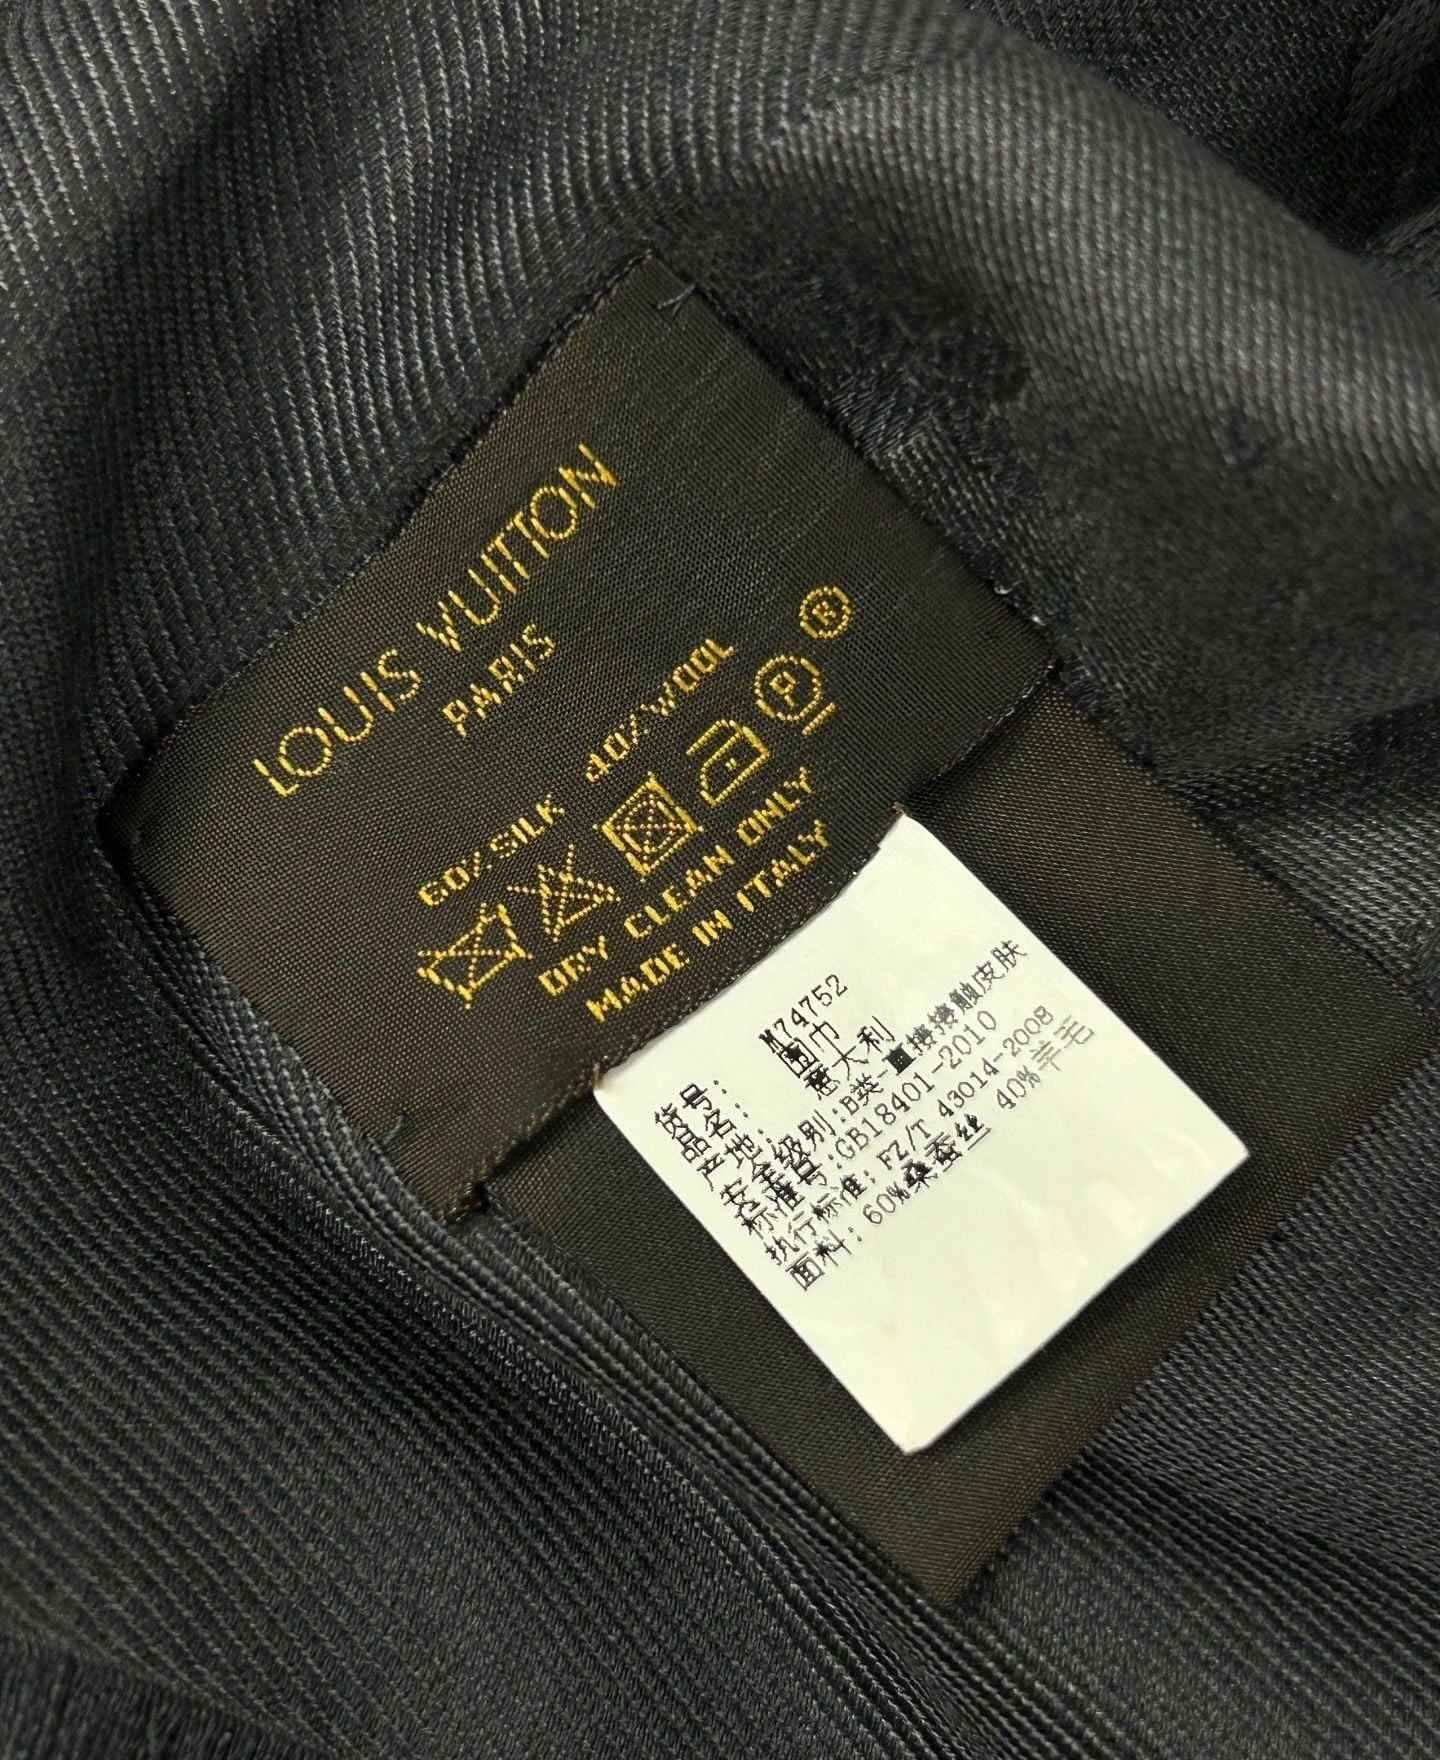 LOUIS VUITTON
PARIS
®
60%SILK 40%WOOL
P
DRY CLEAN ONLY
MADE IN ITALY
货号: M74752
品名: 围巾
产地: 意大利
安全级别:B类-直接接触皮肤
标准号:GB18401-2010
执行标准: FZ/T 43014-2008
面料: 60%桑蚕丝 40%羊毛